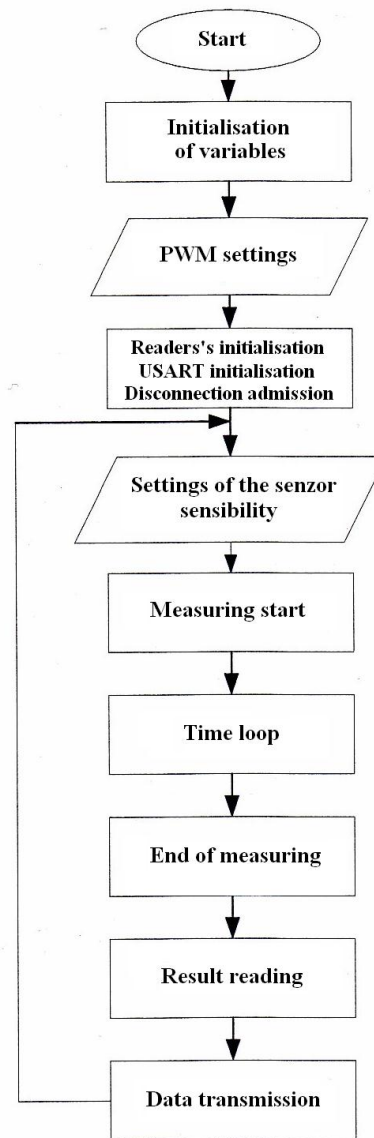 Start
Initialisation
of variables
PWM settings
Readers's initialisation
USART initialisation
Disconnection admission
Settings of the senzor
sensibility
Measuring start
Time loop
End of measuring
Result reading
Data transmission